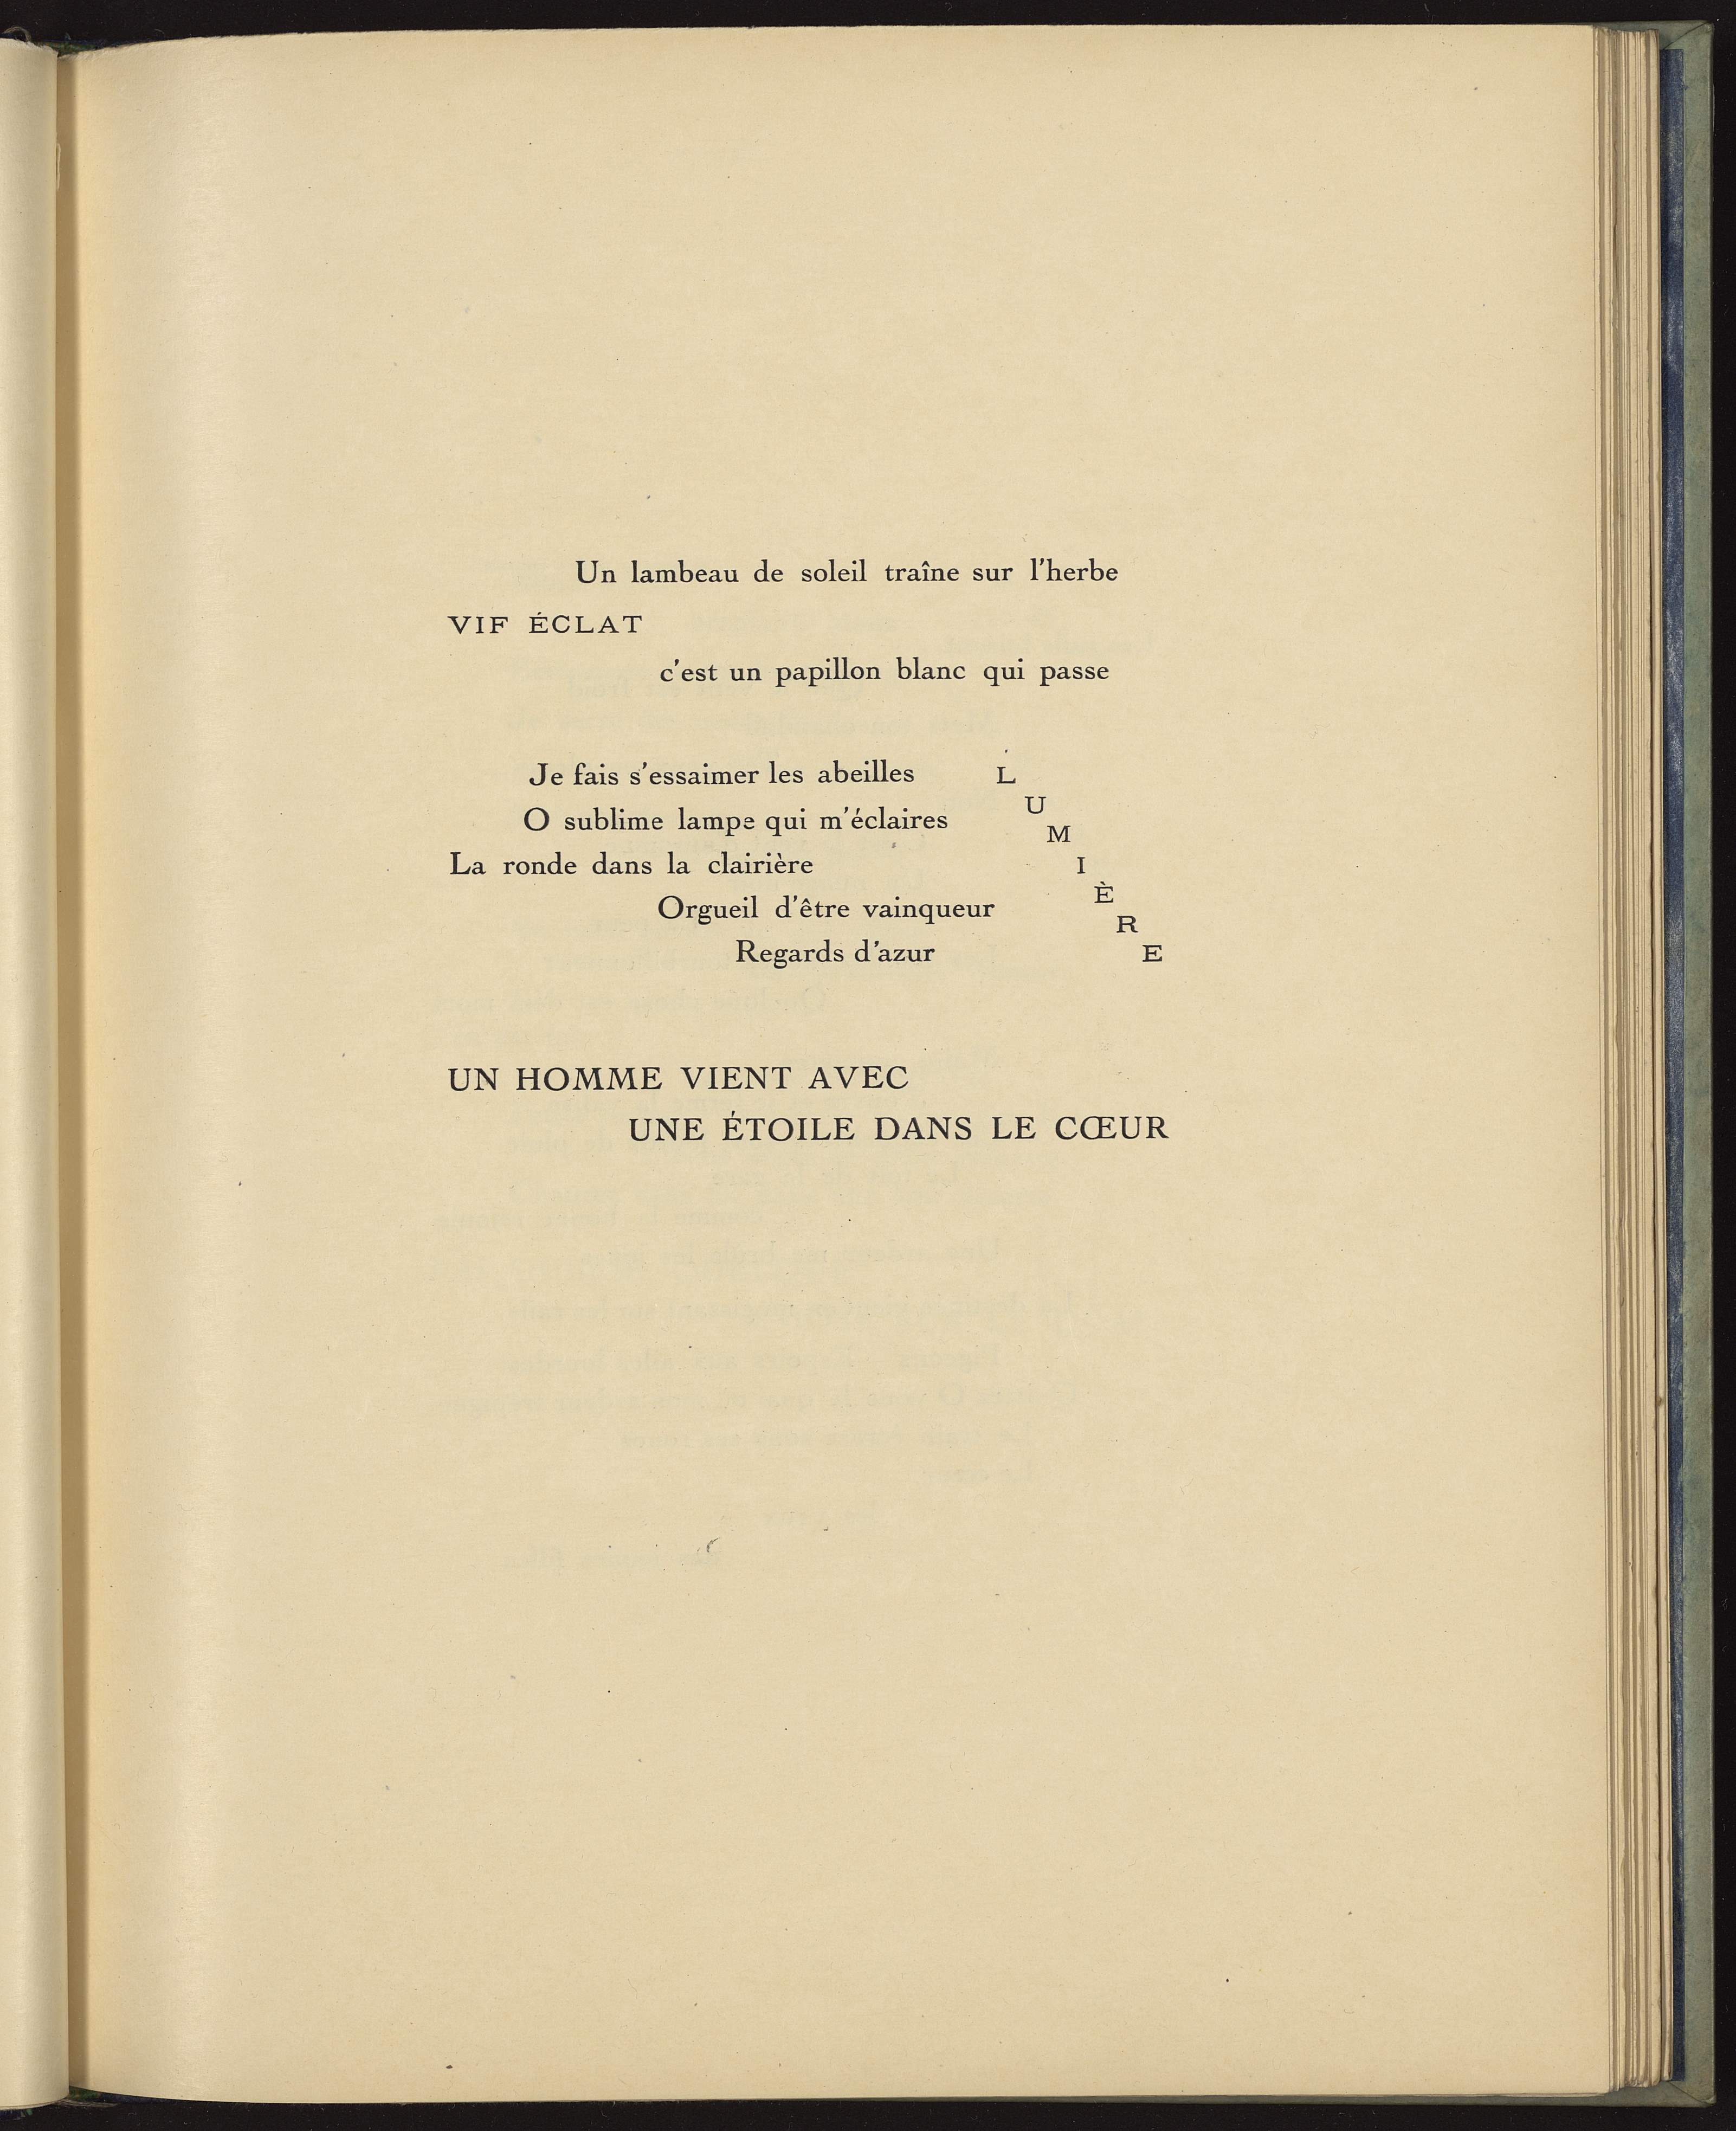 Un lambeau de soleil traîne sur l'herbe
VIF ÉCLAT
c'est un papillon blanc qui passe
Je fais s'essaimer les abeilles
O sublime lampe qui m'éclaires
La ronde dans la clairière
Orgueil d'être vainqueur
Regards d'azur
L
U
M
I
È
R
E
UN HOMME VIENT AVEC
UNE ÉTOILE DANS LE CŒUR